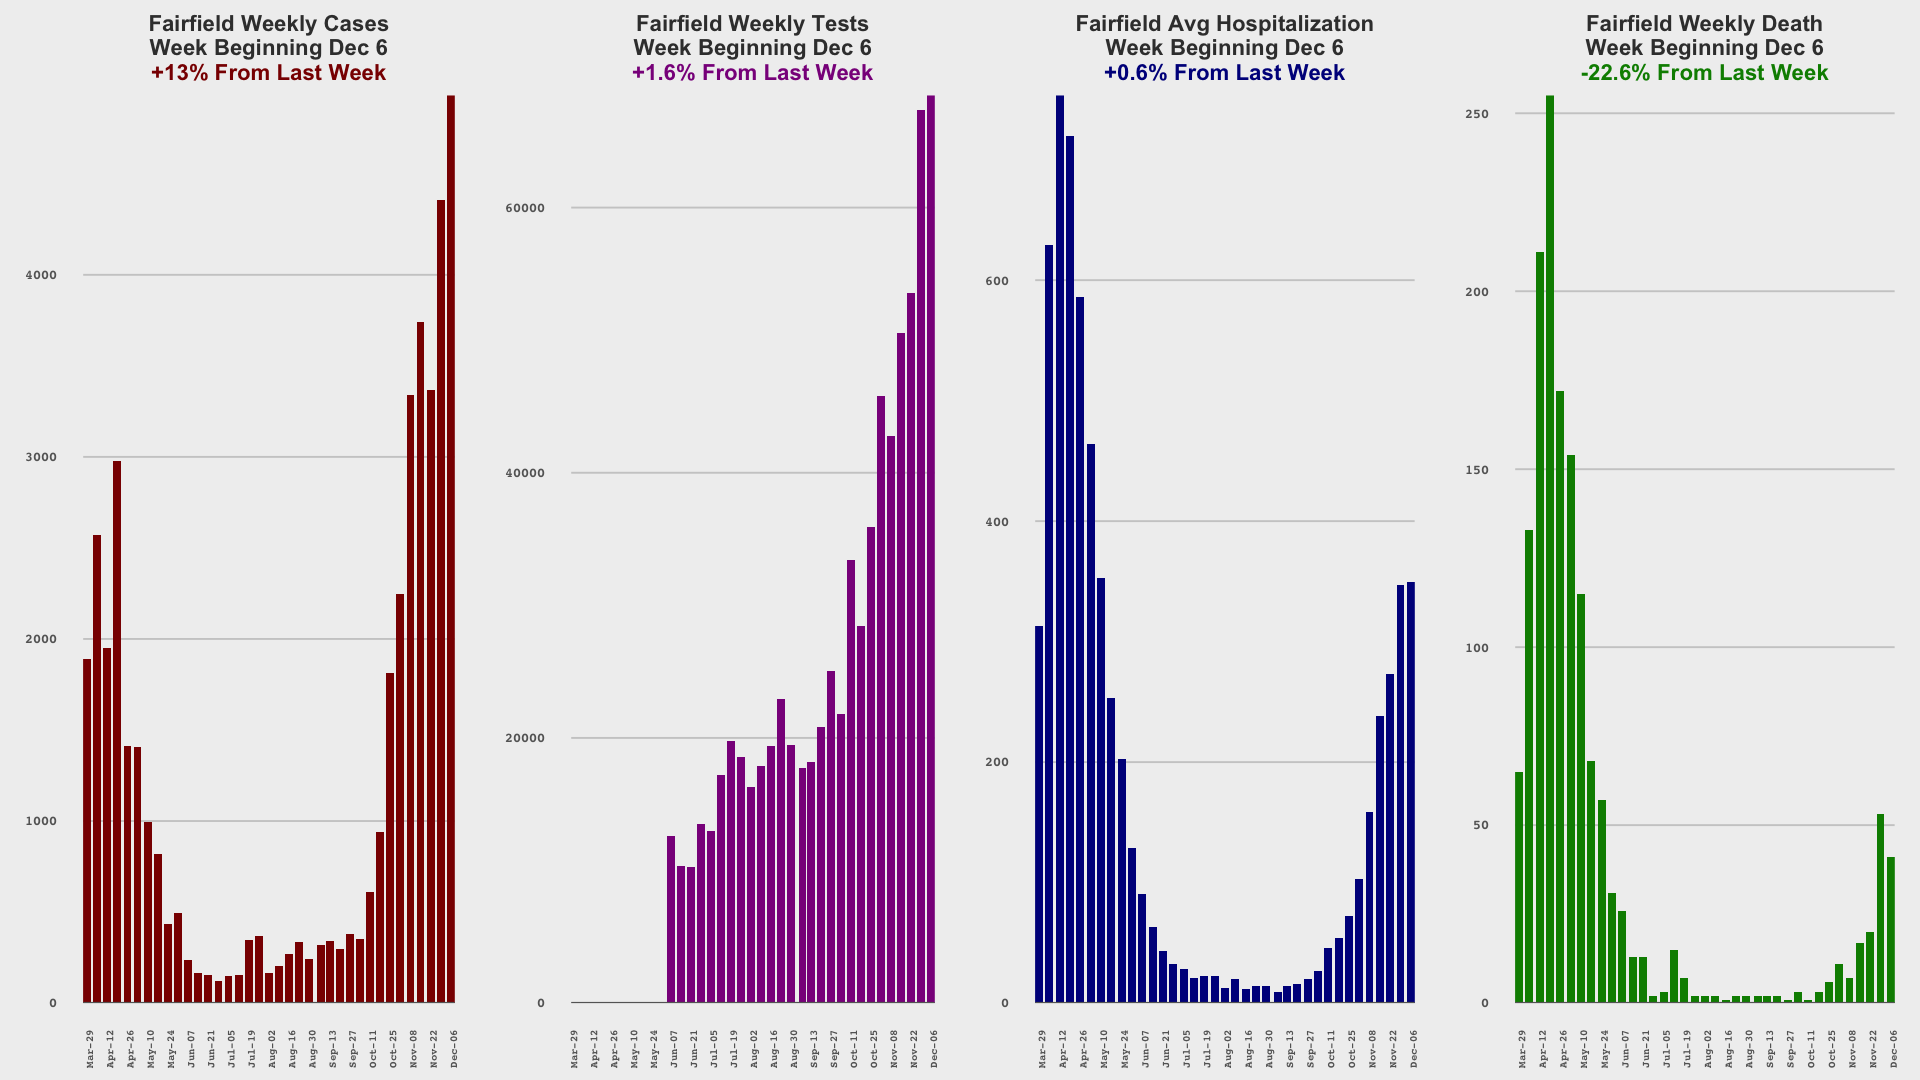 Fairfield Weekly Cases
Week Beginning Dec 6
+13% From Last Week
4000
3000
2000
1000
0
Mar-29
Apr-12
Apr-26
May-10
May-24
Jun-07
Jun-21
Jul-05
Jul-19
Aug-02
Aug-16
Aug-30
Sep-13
Sep-27
Oct-11
Oct-25
Nov-08
Nov-22
Dec-06
Fairfield Weekly Tests
Week Beginning Dec 6
+1.6% From Last Week
60000
40000
20000
0
Mar-29
Apr-12
Apr-26
May-10
May-24
Jun-07
Jun-21
Jul-05
Jul-19
Aug-02
Aug-16
Aug-30
Sep-13
Sep-27
Oct-11
Oct-25
Nov-08
Nov-22
Dec-06
Fairfield Avg Hospitalization
Week Beginning Dec 6
+0.6% From Last Week
600
400
200
0
Mar-29
Apr-12
Apr-26
May-10
May-24
Jun-07
Jun-21
Jul-05
Jul-19
Aug-02
Aug-16
Aug-30
Sep-13
Sep-27
Oct-11
Oct-25
Nov-08
Nov-22
Dec-06
Fairfield Weekly Death
Week Beginning Dec 6
-22.6% From Last Week
250
200
150
100
50
0
Mar-29
Apr-12
Apr-26
May-10
May-24
Jun-07
Jun-21
Jul-05
Jul-19
Aug-02
Aug-16
Aug-30
Sep-13
Sep-27
Oct-11
Oct-25
Nov-08
Nov-22
Dec-06